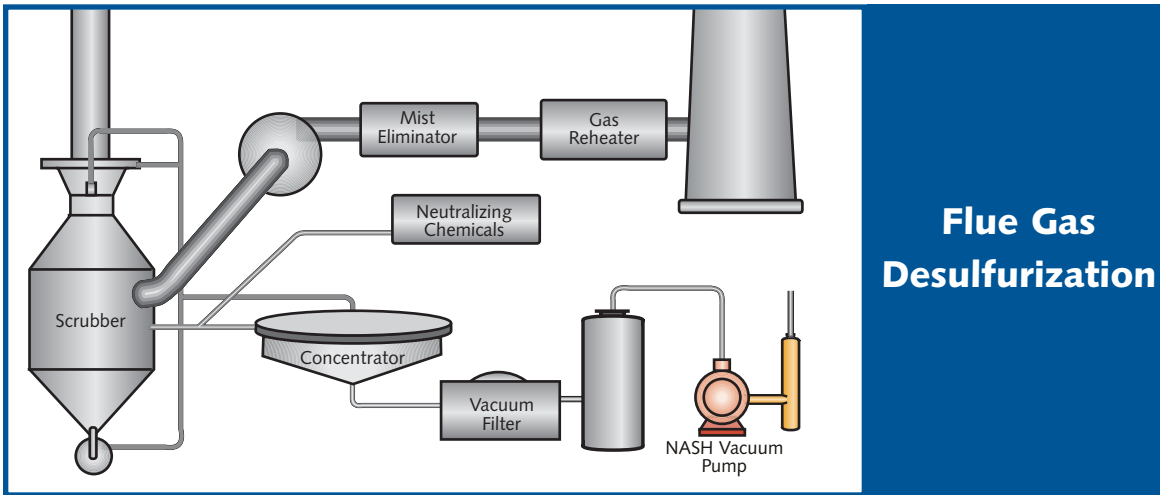 Mist
Eliminator
Gas
Reheater
Neutralizing
Chemicals
Scrubber
Concentrator
Vacuum
Filter
NASH Vacuum
Pump
Flue Gas
Desulfurization